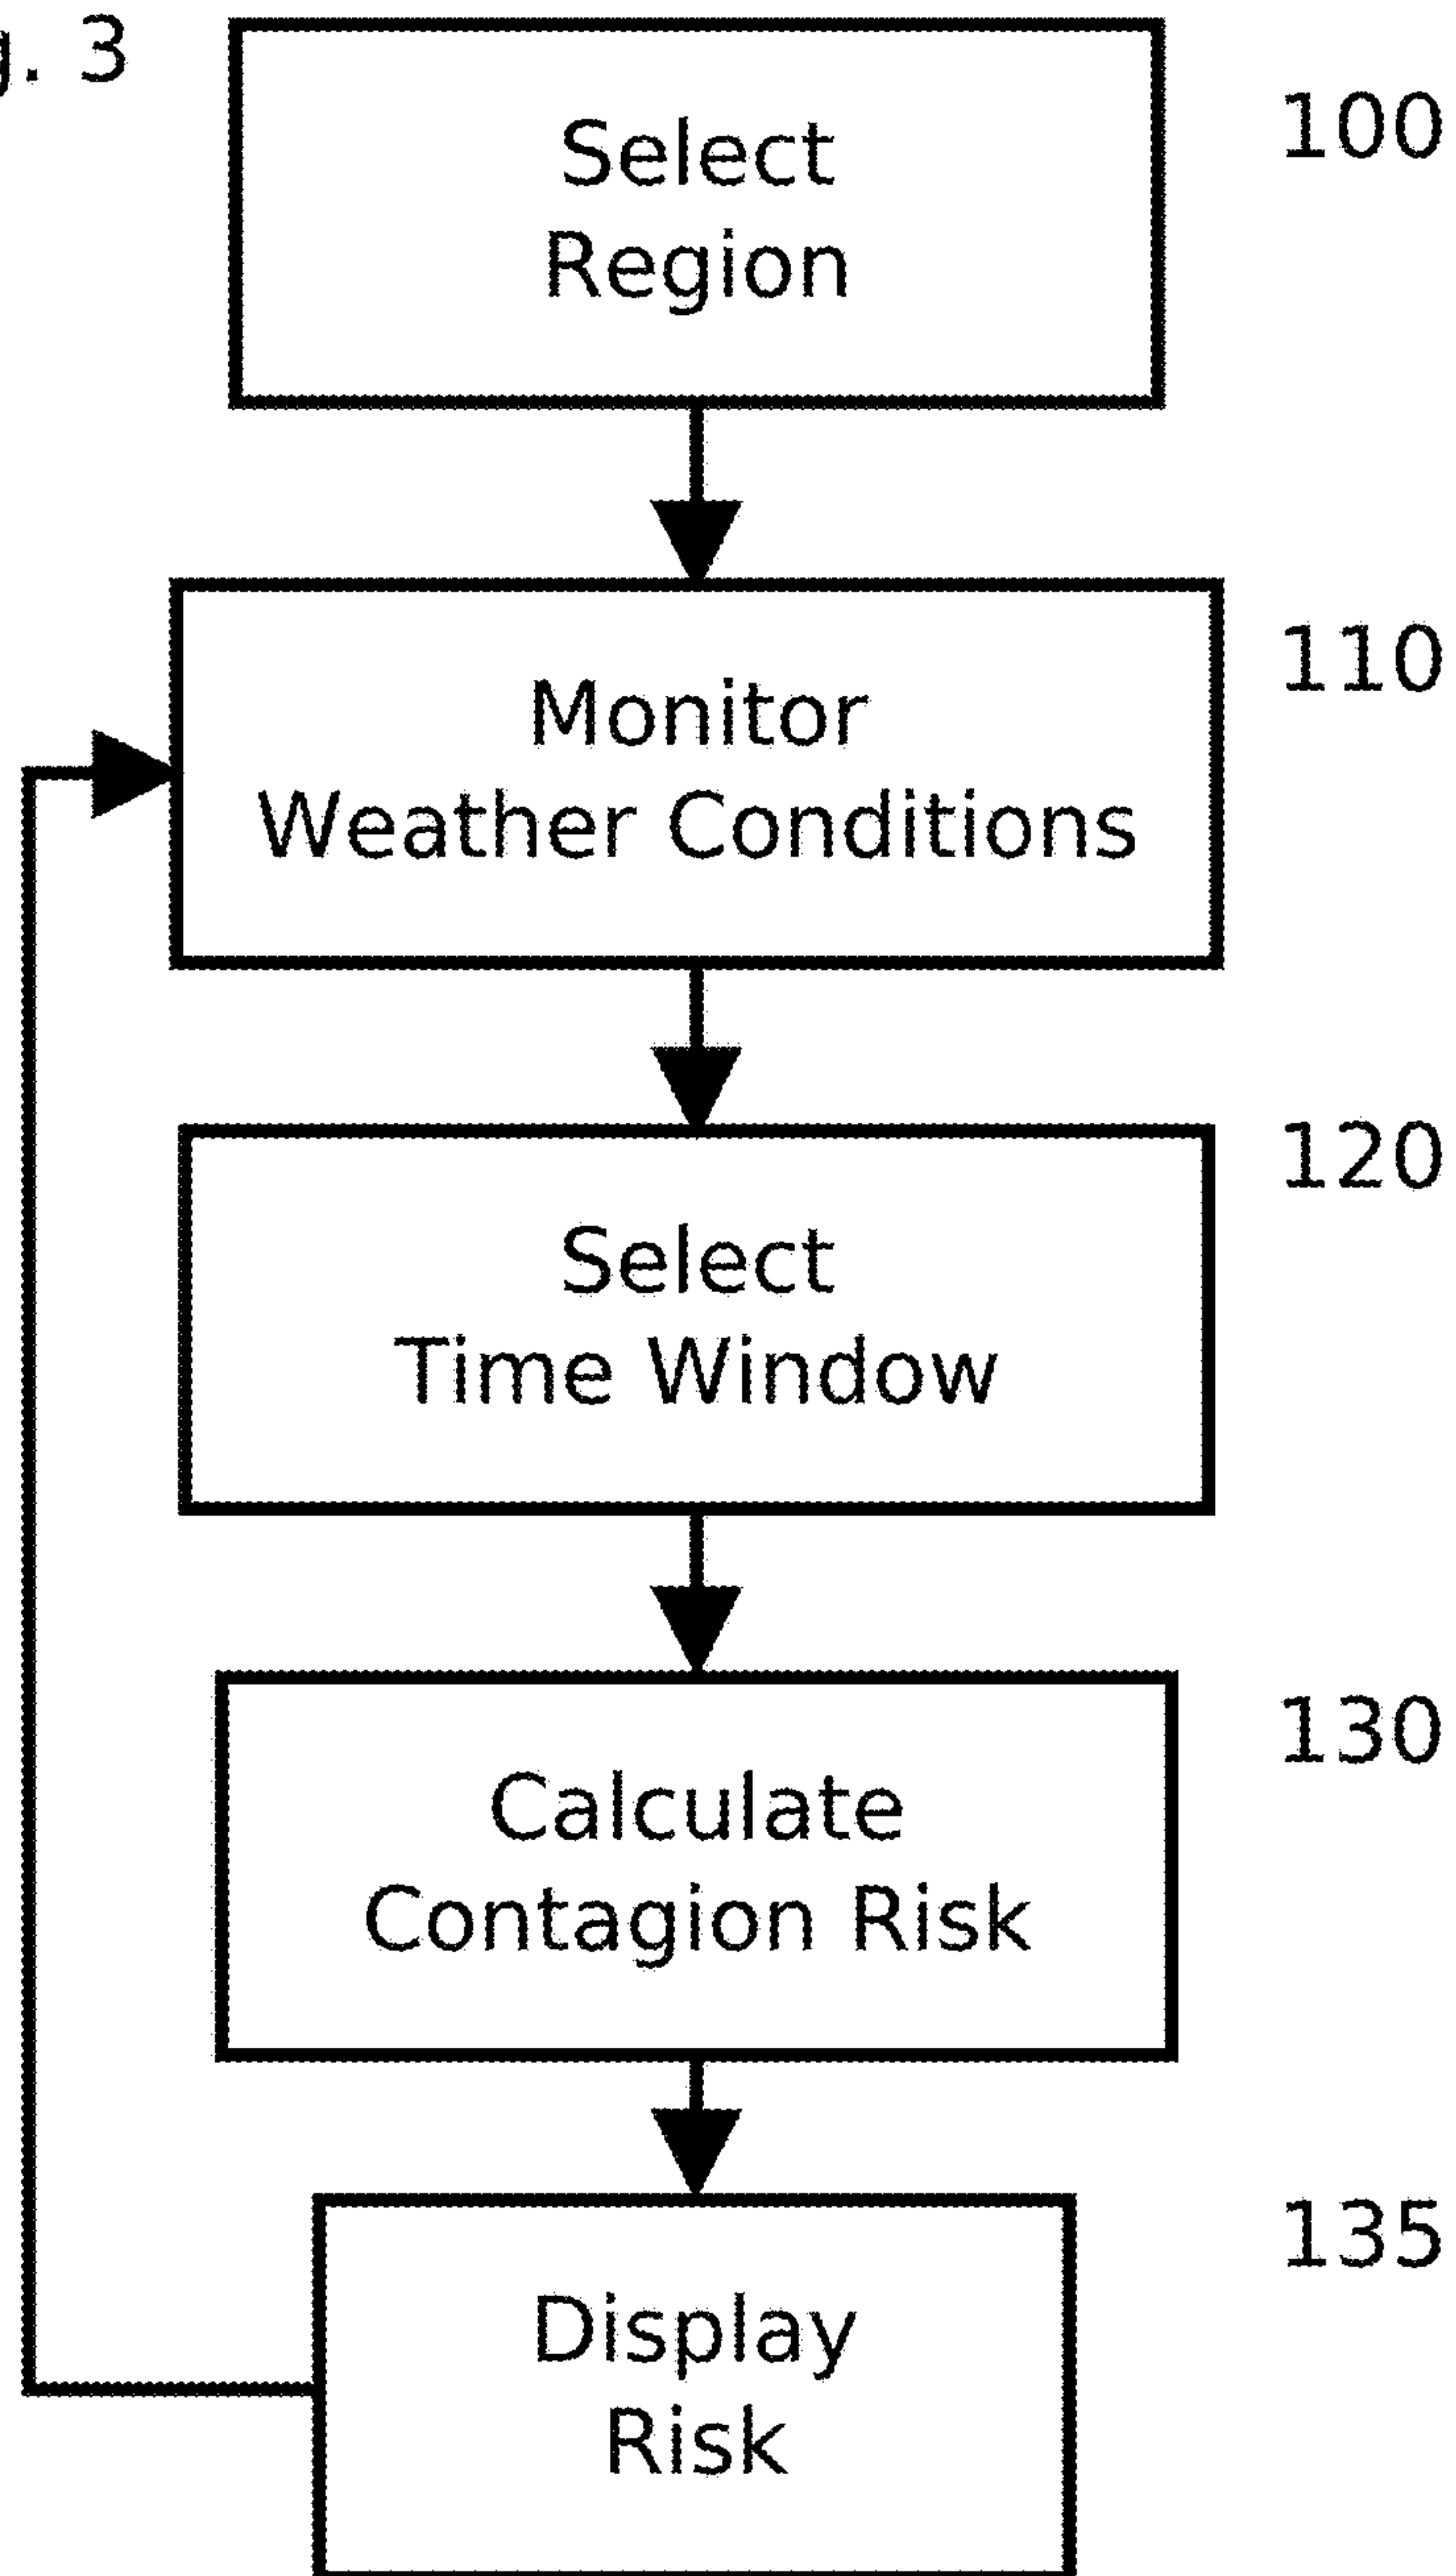 g. 3
Select
Region
100
Monitor
Weather Conditions
110
Select
Time Window
120
Calculate
Contagion Risk
130
Display
Risk
135